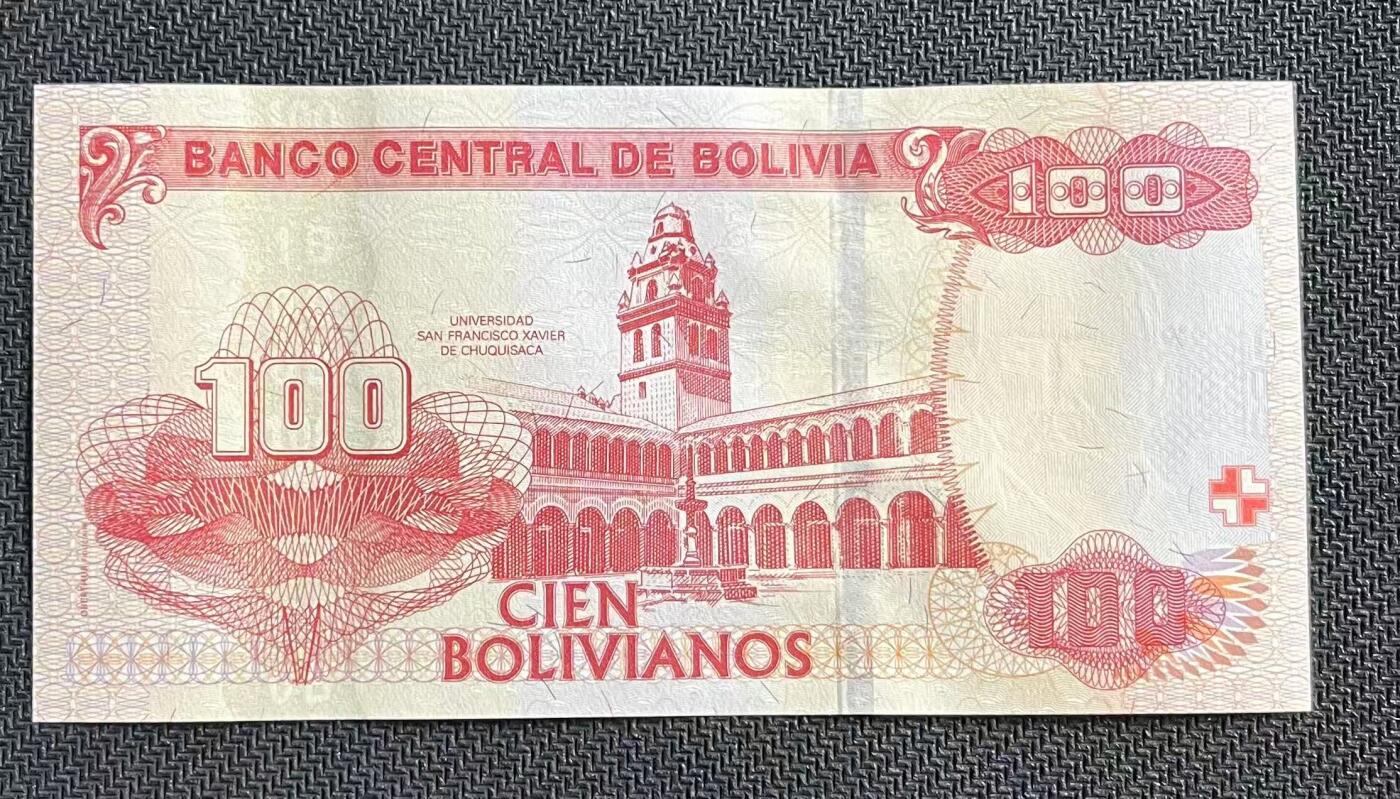 BANCO CENTRAL DE BOLIVIA
100
UNIVERSIDAD
SAN FRANCISCO XAVIER
DE CHUQUISACA
100
CIEN
BOLIVIANOS
100